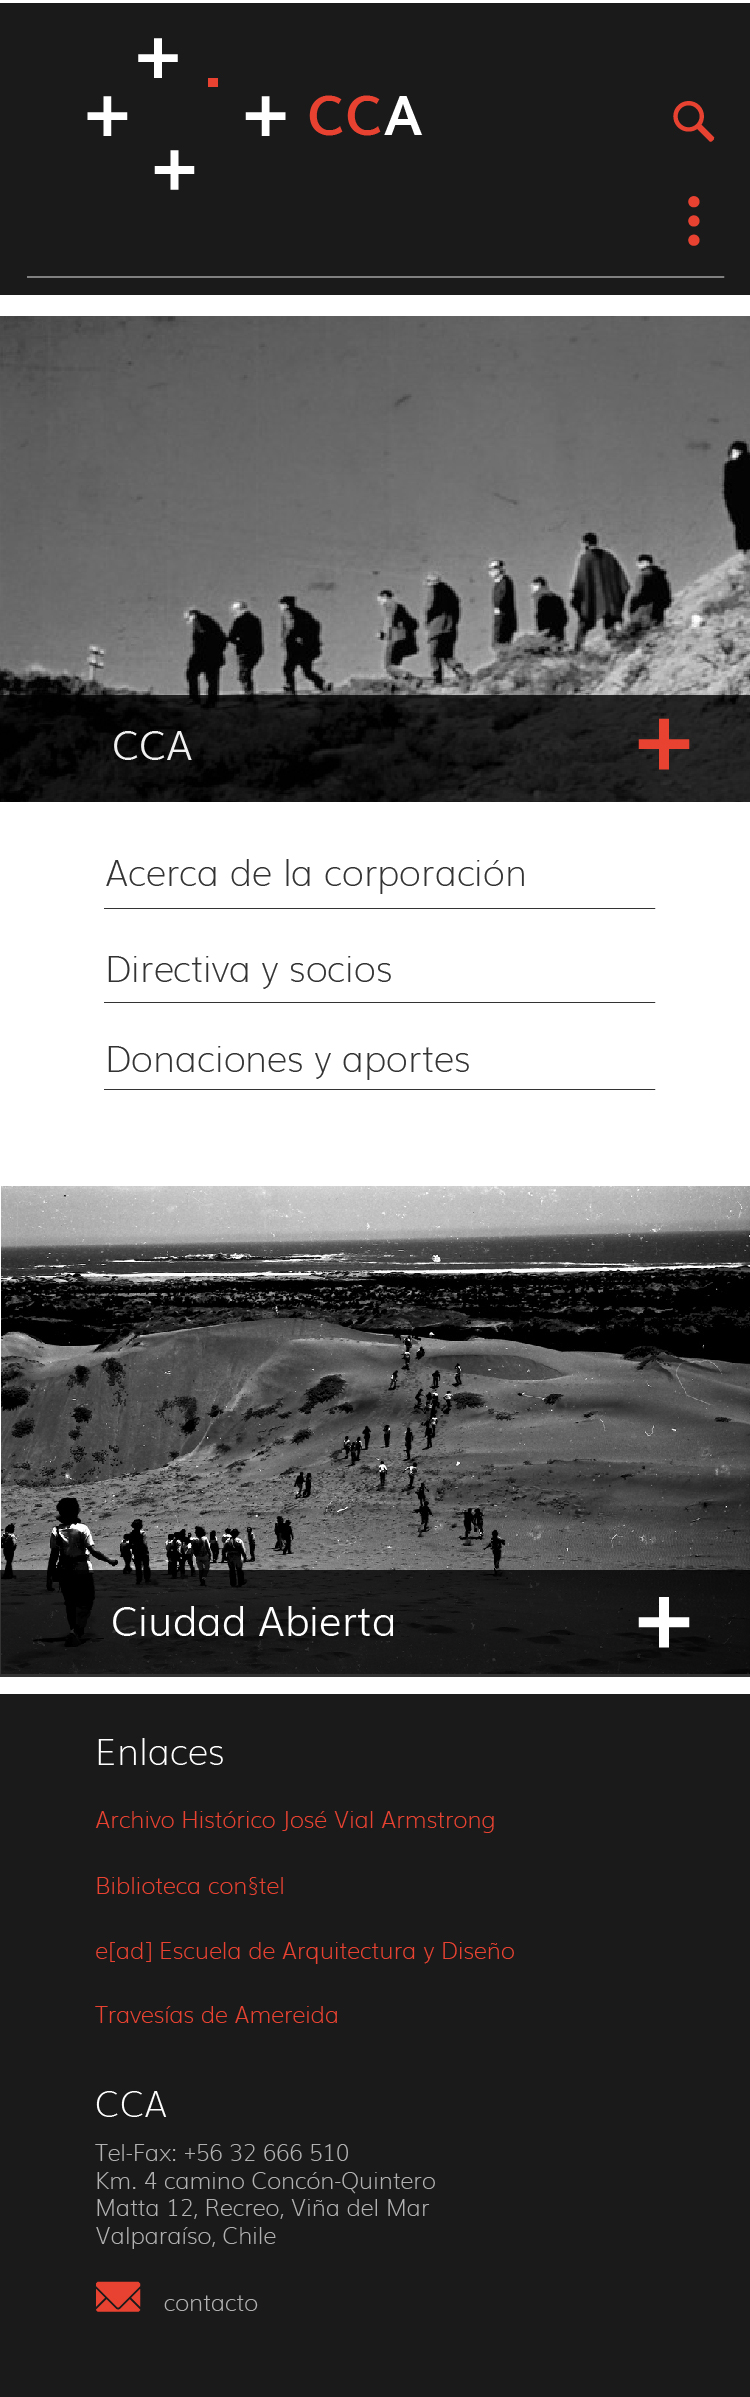 CCA
CCA
Acerca de la corporación
Directiva y socios
Donaciones y aportes
Ciudad Abierta
Enlaces
Archivo Histórico José Vial Armstrong
Biblioteca con§tel
e[ad] Escuela de Arquitectura y Diseño
Travesías de Amereida
CCA
Tel-Fax: +56 32 666 510
Km. 4 camino Concón-Quintero
Matta 12, Recreo, Viña del Mar
Valparaíso, Chile
contacto